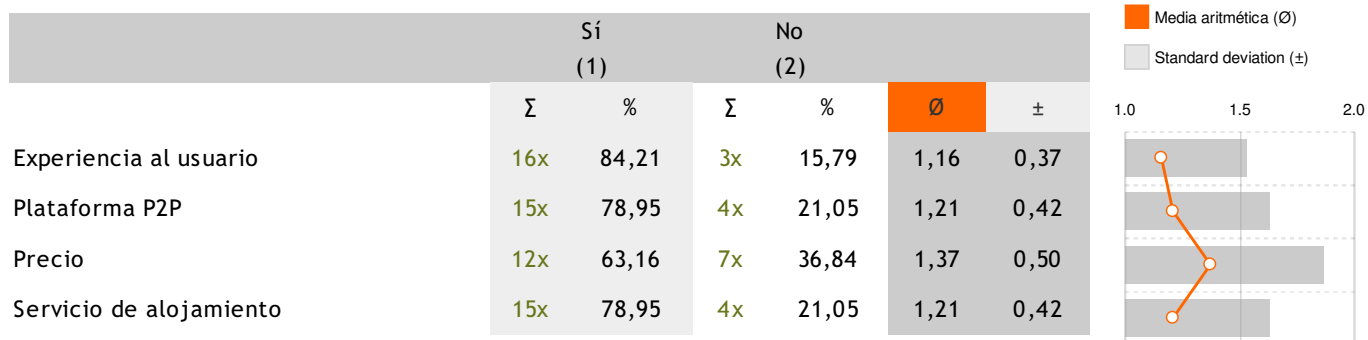 Sí No
(1) (2)
Σ % Σ % Ø ±
Experiencia al usuario 16x 84,21 3x 15,79 1,16 0,37
Plataforma P2P 15x 78,95 4x 21,05 1,21 0,42
Precio 12x 63,16 7x 36,84 1,37 0,50
Servicio de alojamiento 15x 78,95 4x 21,05 1,21 0,42
Media aritmética (Ø)
Standard deviation (±)
1.0 1.5 2.0